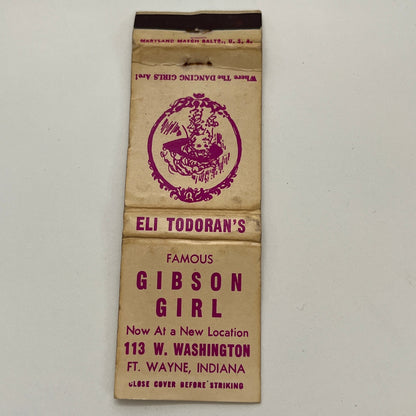 MARYLAND MATCH BALTO., U. S. A.
Where The DANCING GIRLS Are!
ELI TODORAN'S
FAMOUS
GIBSON
GIRL
Now At a New Location
113 W. WASHINGTON
FT. WAYNE, INDIANA
CLOSE COVER BEFORE STRIKING